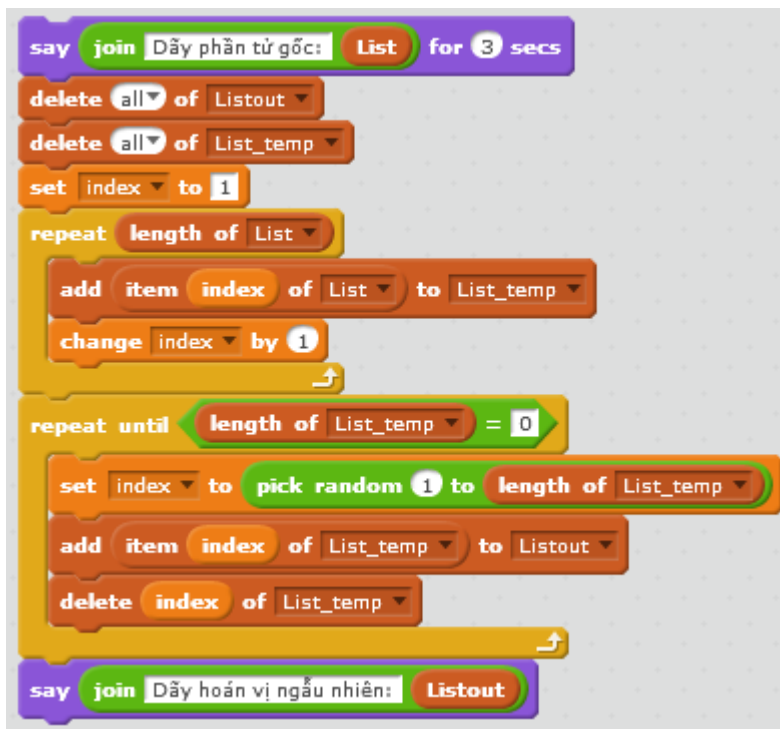 say join Dãy phần tử gốc: List for 3 secs
delete all of Listout
delete all of List_temp
set index to 1
repeat length of List
add item index of List to List_temp
change index by 1
repeat until length of List_temp = 0
set index to pick random 1 to length of List_temp
add item index of List_temp to Listout
delete index of List_temp
say join Dãy hoán vị ngẫu nhiên: Listout